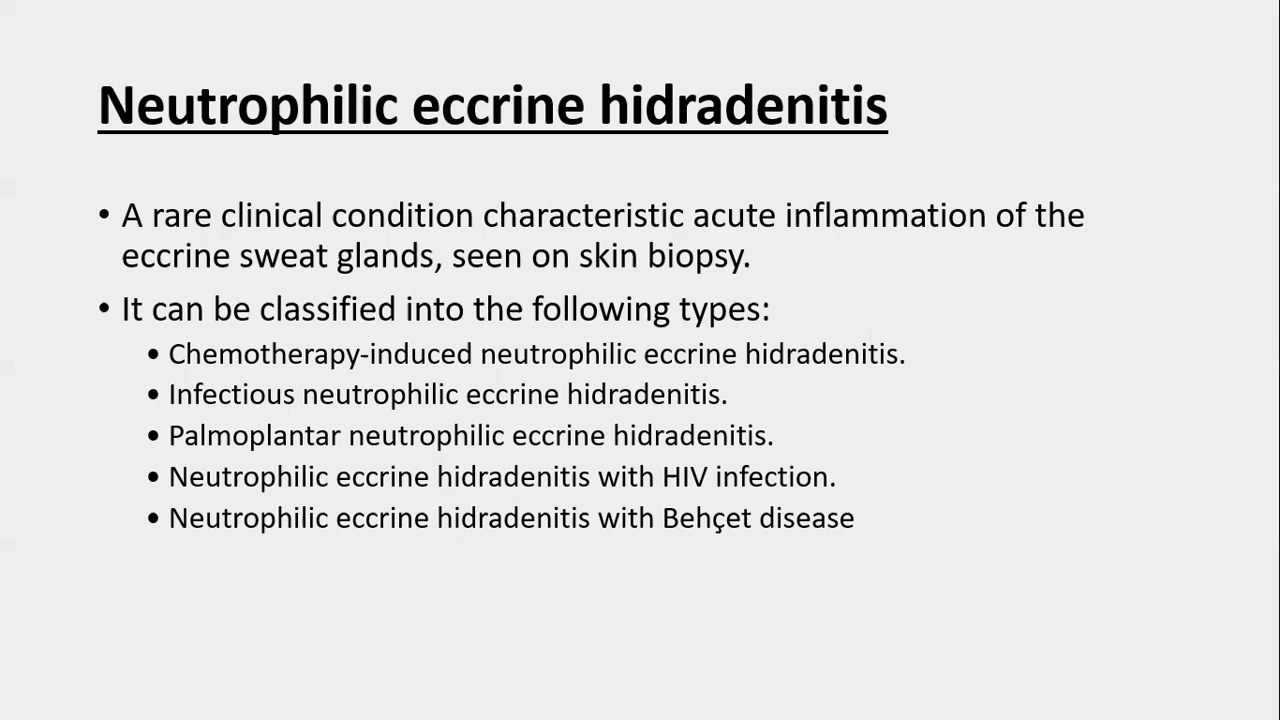 Neutrophilic eccrine hidradenitis
• A rare clinical condition characteristic acute inflammation of the
eccrine sweat glands, seen on skin biopsy.
• It can be classified into the following types:
• Chemotherapy-induced neutrophilic eccrine hidradenitis.
• Infectious neutrophilic eccrine hidradenitis.
• Palmoplantar neutrophilic eccrine hidradenitis.
• Neutrophilic eccrine hidradenitis with HIV infection.
• Neutrophilic eccrine hidradenitis with Behçet disease